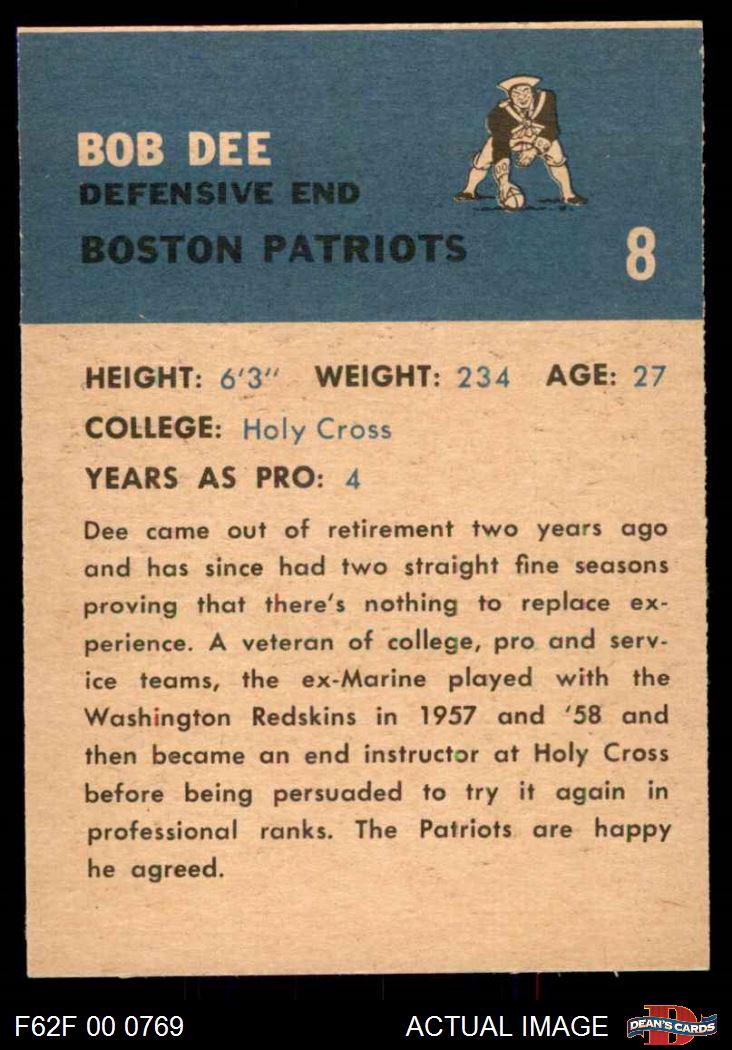 BOB DEE
DEFENSIVE END
BOSTON PATRIOTS
8
HEIGHT: 6'3" WEIGHT: 234 AGE: 27
COLLEGE: Holy Cross
YEARS AS PRO: 4
Dee came out of retirement two years ago
and has since had two straight fine seasons
proving that there's nothing to replace ex-
perience. A veteran of college, pro and serv-
ice teams, the ex-Marine played with the
Washington Redskins in 1957 and '58 and
then became an end instructor at Holy Cross
before being persuaded to try it again in
professional ranks. The Patriots are happy
he agreed.
F62F 00 0769 ACTUAL IMAGE D DEAN'S CARDS